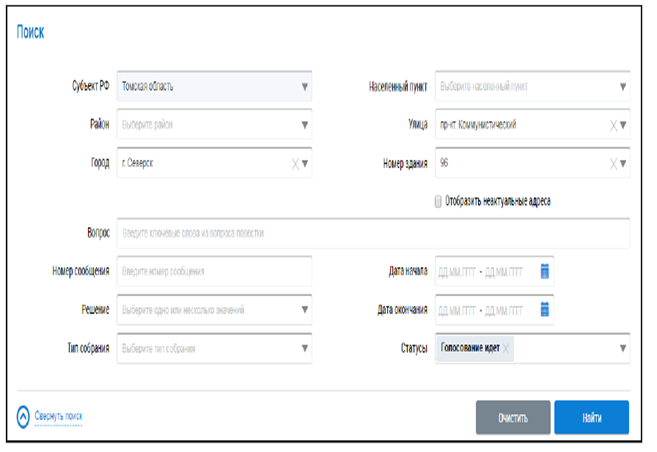 Поиск
Субъект РФ Томская область Населенный пункт Выберите населенный пункт
Район Выберите район Улица пр-кт. Коммунистический
Город г. Северск Номер здания 96
Отобразить неактуальные адреса
Вопрос Введите ключевые слова из вопроса повестки
Номер сообщения Введите номер сообщения Дата начала ДД.ММ.ГГГГ - ДД.ММ.ГГГГ
Решение Выберите одно или несколько значений Дата окончания ДД.ММ.ГГГГ - ДД.ММ.ГГГГ
Тип собрания Выберите тип собрания Статусы Голосование идет
Свернуть поиск Очистить Найти